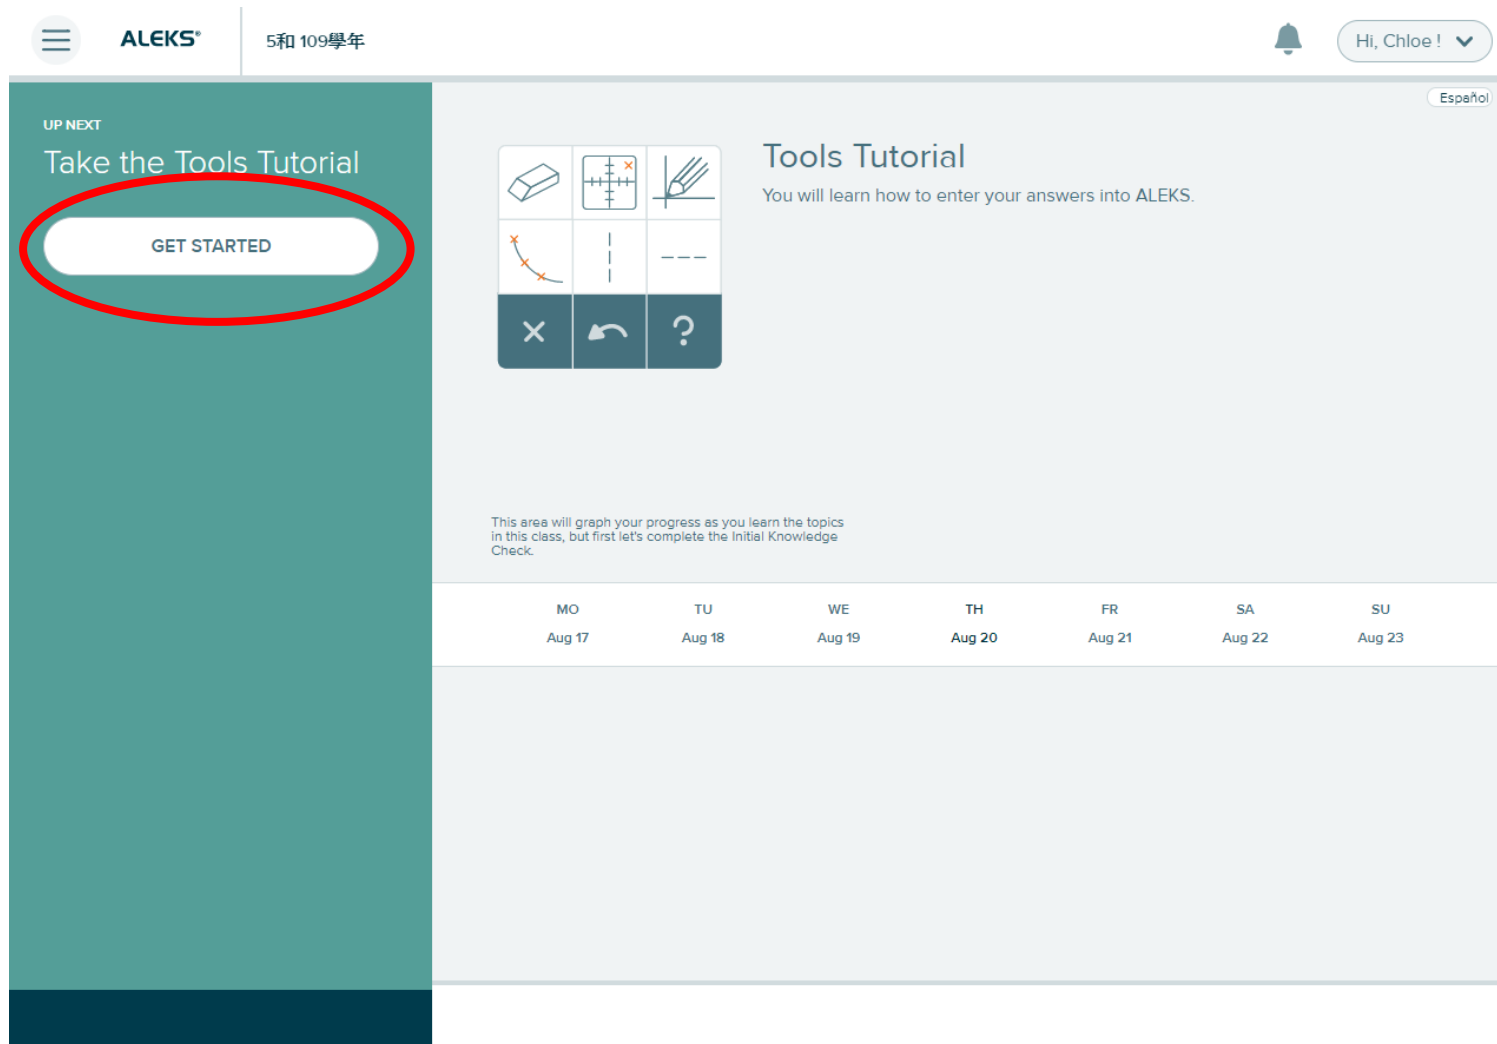 ALEKS®
5和 109學年
Hi, Chloe !
Español
UP NEXT
Take the Tools Tutorial
GET STARTED
Tools Tutorial
You will learn how to enter your answers into ALEKS.
?
This area will graph your progress as you learn the topics
in this class, but first let's complete the Initial Knowledge
Check.
MO TU WE TH FR SA SU
Aug 17 Aug 18 Aug 19 Aug 20 Aug 21 Aug 22 Aug 23